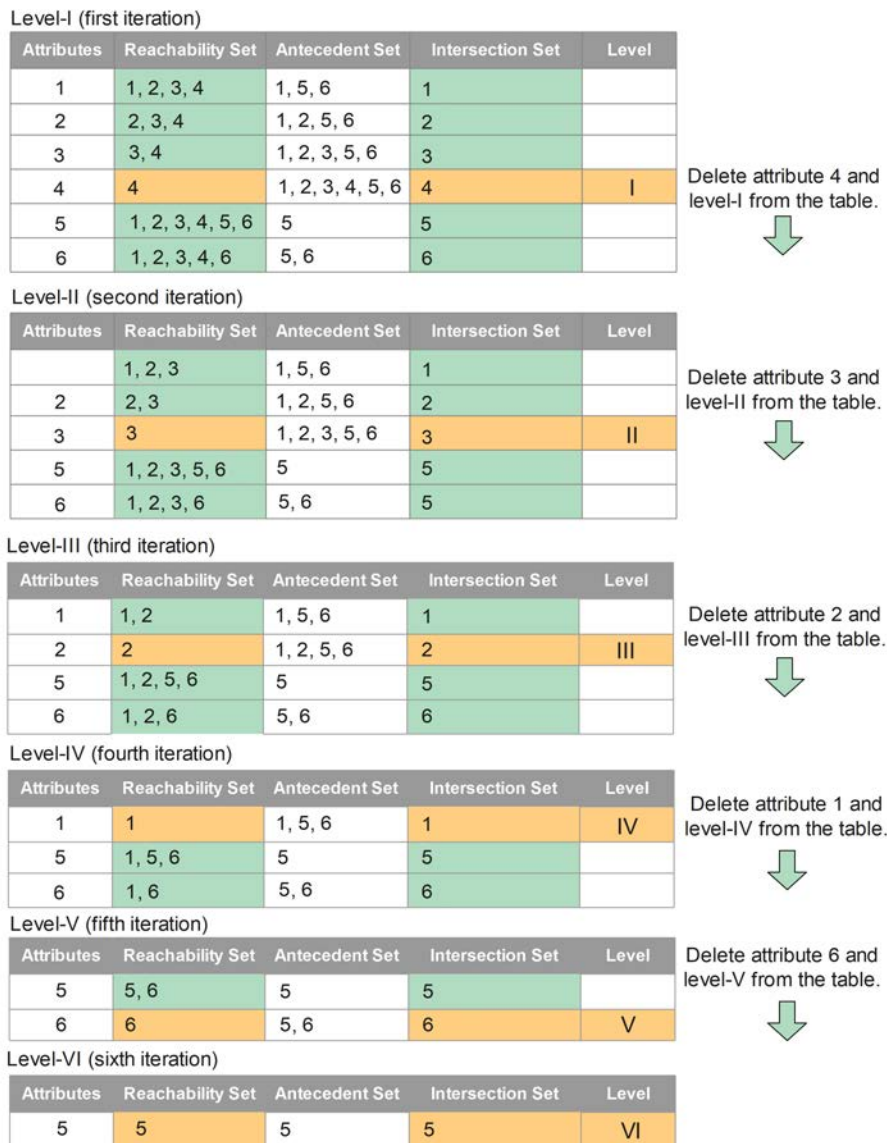 Level-I (first iteration)
Attributes Reachability Set Antecedent Set Intersection Set Level
1 1, 2, 3, 4 1, 5, 6 1
2 2, 3, 4 1, 2, 5, 6 2
3 3, 4 1, 2, 3, 5, 6 3
4 4 1, 2, 3, 4, 5, 6 4 I
5 1, 2, 3, 4, 5, 6 5 5
6 1, 2, 3, 4, 6 5, 6 6
Delete attribute 4 and
level-I from the table.
Level-II (second iteration)
Attributes Reachability Set Antecedent Set Intersection Set Level
1, 2, 3 1, 5, 6 1
2 2, 3 1, 2, 5, 6 2
3 3 1, 2, 3, 5, 6 3 II
5 1, 2, 3, 5, 6 5 5
6 1, 2, 3, 6 5, 6 5
Delete attribute 3 and
level-II from the table.
Level-III (third iteration)
Attributes Reachability Set Antecedent Set Intersection Set Level
1 1, 2 1, 5, 6 1
2 2 1, 2, 5, 6 2 III
5 1, 2, 5, 6 5 5
6 1, 2, 6 5, 6 6
Delete attribute 2 and
level-III from the table.
Level-IV (fourth iteration)
Attributes Reachability Set Antecedent Set Intersection Set Level
1 1 1, 5, 6 1 IV
5 1, 5, 6 5 5
6 1, 6 5, 6 6
Delete attribute 1 and
level-IV from the table.
Level-V (fifth iteration)
Attributes Reachability Set Antecedent Set Intersection Set Level
5 5, 6 5 5
6 6 5, 6 6 V
Delete attribute 6 and
level-V from the table.
Level-VI (sixth iteration)
Attributes Reachability Set Antecedent Set Intersection Set Level
5 5 5 5 VI